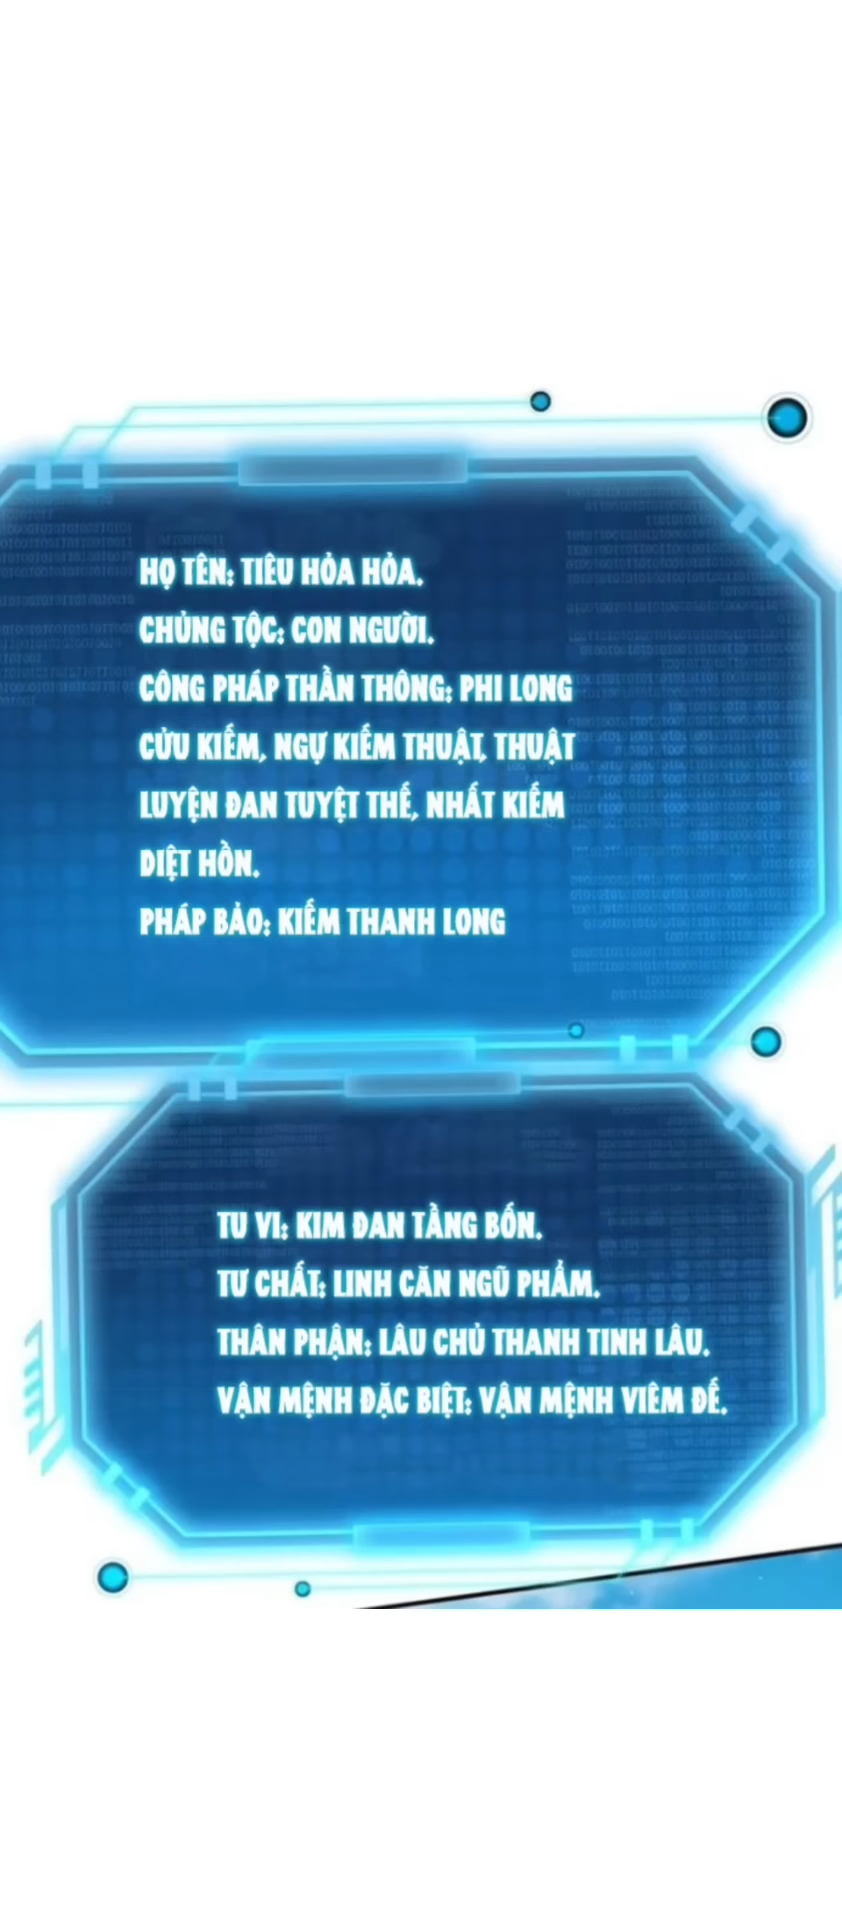 HỌ TÊN: TIÊU HỎA HỎA.
CHỦNG TỘC: CON NGƯỜI.
CÔNG PHÁP THẦN THÔNG: PHI LONG
CỬU KIẾM, NGỰ KIẾM THUẬT, THUẬT
LUYỆN ĐAN TUYỆT THẾ, NHẤT KIẾM
DIỆT HỒN.
PHÁP BẢO: KIẾM THANH LONG
TU VI: KIM ĐAN TẦNG BỐN.
TƯ CHẤT: LINH CĂN NGŨ PHẨM.
THÂN PHẬN: LÂU CHỦ THANH TINH LÂU.
VẬN MỆNH ĐẶC BIỆT: VẬN MỆNH VIÊM ĐẾ.